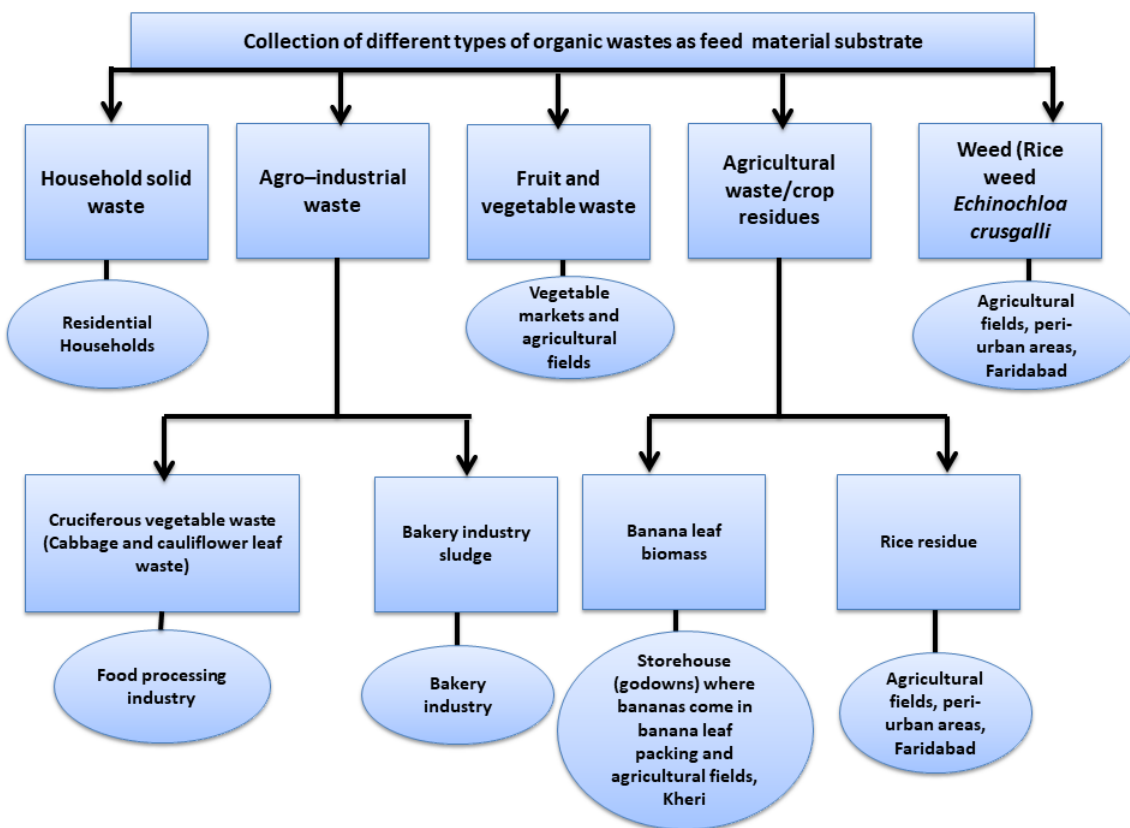 Collection of different types of organic wastes as feed  material substrate
Household solid
waste
Agro–industrial
waste
Fruit and
vegetable waste
Agricultural
waste/crop
residues
Weed (Rice
weed
Echinochloa
crusgalli
Residential
Households
Vegetable
markets and
agricultural
fields
Agricultural
fields, peri-
urban areas,
Faridabad
Cruciferous vegetable waste
(Cabbage and cauliflower leaf
waste)
Bakery industry
sludge
Banana leaf
biomass
Rice residue
Food processing
industry
Bakery
industry
Storehouse
(godowns) where
bananas come in
banana leaf
packing and
agricultural fields,
Kheri
Agricultural
fields, peri-
urban areas,
Faridabad